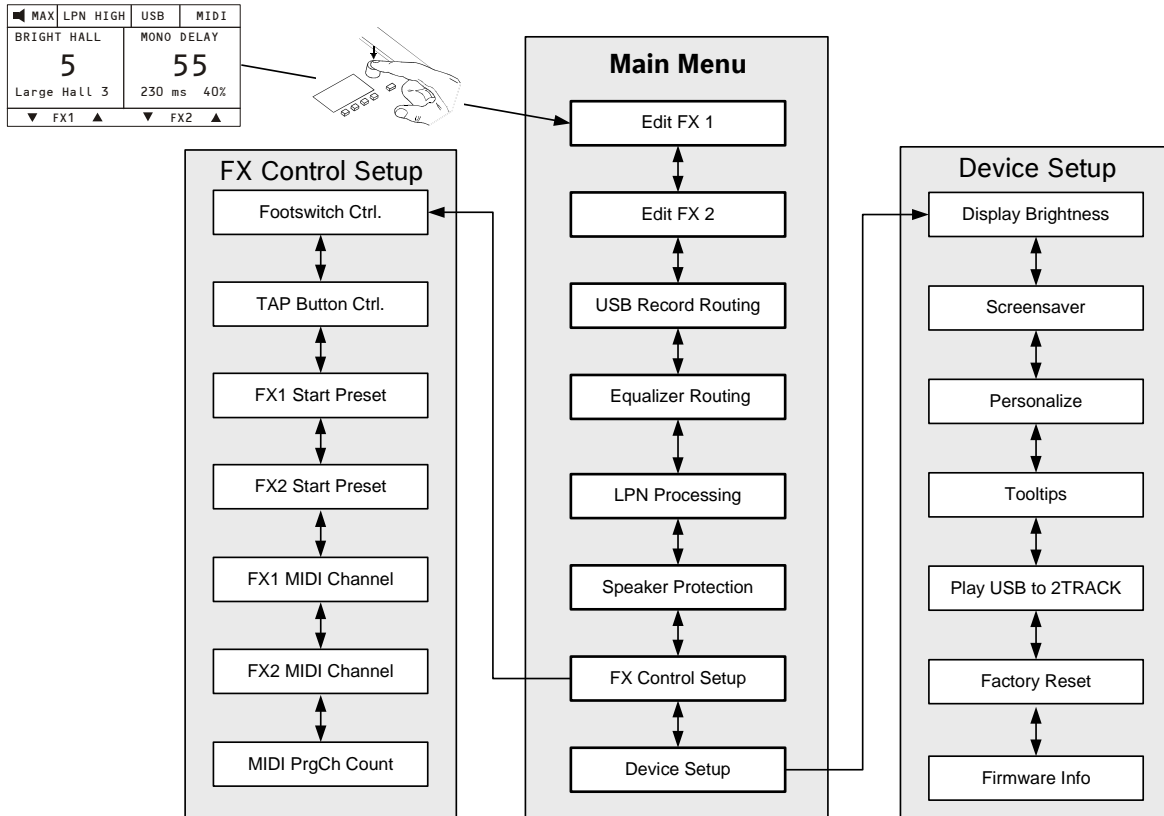 MAX LPN HIGH USB MIDI
BRIGHT HALL MONO DELAY
5 55
Large Hall 3 230 ms 40%
▼ FX1 ▲ ▼ FX2 ▲
Main Menu
Edit FX 1
Edit FX 2
USB Record Routing
Equalizer Routing
LPN Processing
Speaker Protection
FX Control Setup
Device Setup
FX Control Setup
Footswitch Ctrl.
TAP Button Ctrl.
FX1 Start Preset
FX2 Start Preset
FX1 MIDI Channel
FX2 MIDI Channel
MIDI PrgCh Count
Device Setup
Display Brightness
Screensaver
Personalize
Tooltips
Play USB to 2TRACK
Factory Reset
Firmware Info